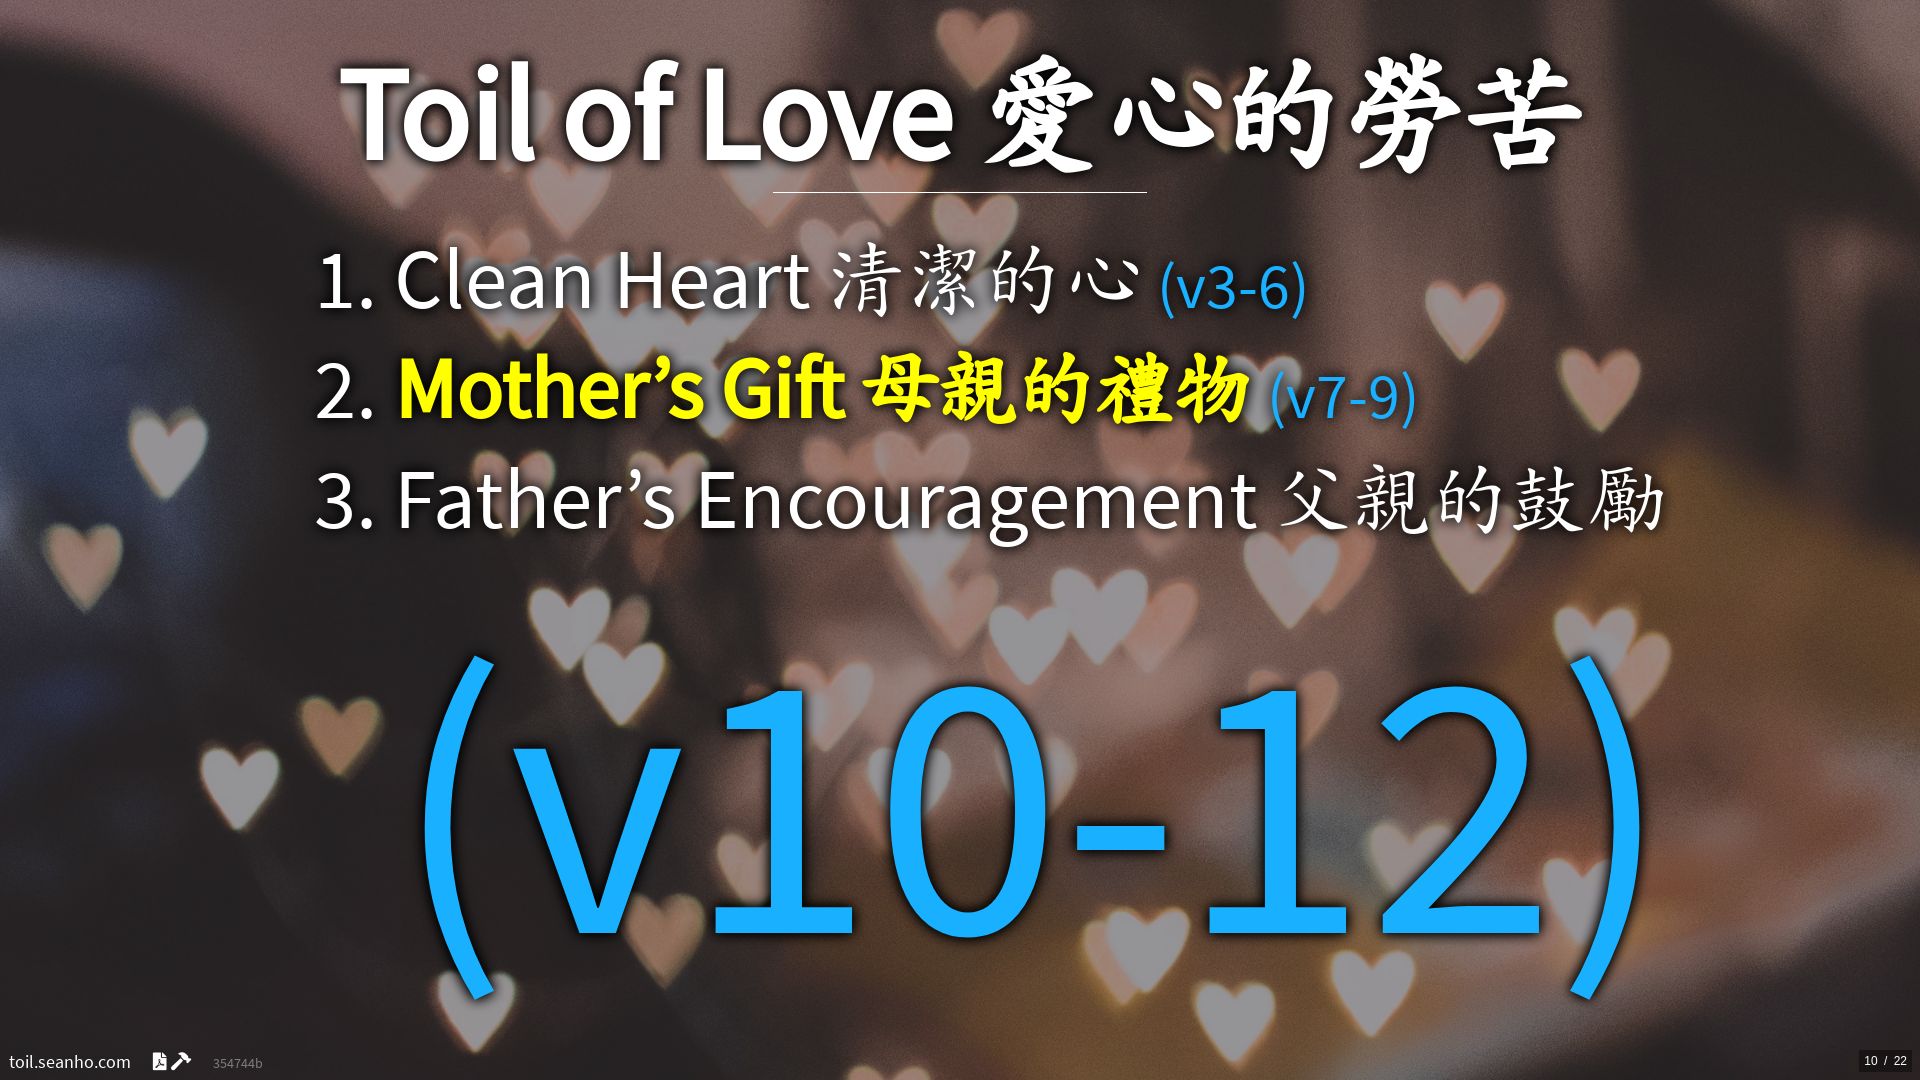 Toil of Love 愛心的勞苦
1. Clean Heart 清潔的心 (v3-6)
2. Mother’s Gift 母親的禮物 (v7-9)
3. Father’s Encouragement 父親的鼓勵
(v10-12)
toil.seanho.com 354744b
10 / 22